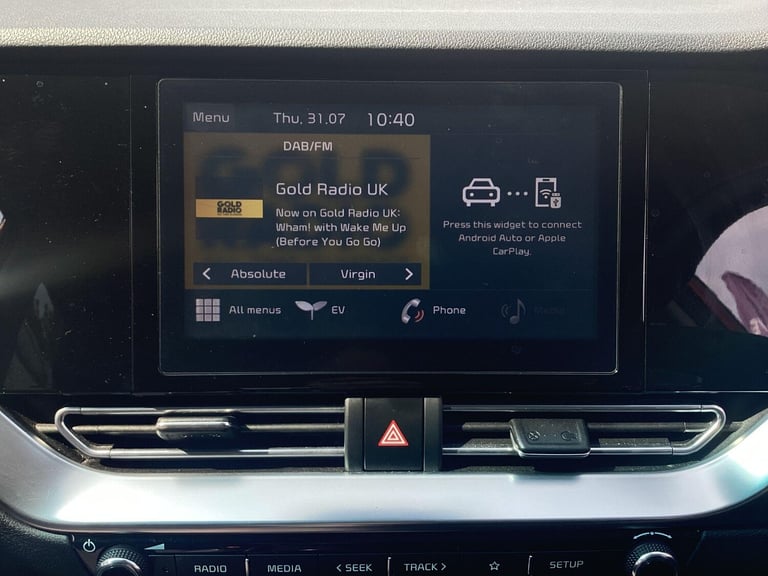 Menu
Thu. 31.07
10:40
DAB/FM
Gold Radio UK
GOLD
RADIO
Now on Gold Radio UK:
Wham! with Wake Me Up
(Before You Go Go)
Absolute
Virgin
Press this widget to connect
Android Auto or Apple
CarPlay.
All menus
EV
Phone
Media
RADIO
MEDIA
< SEEK
TRACK >
SETUP